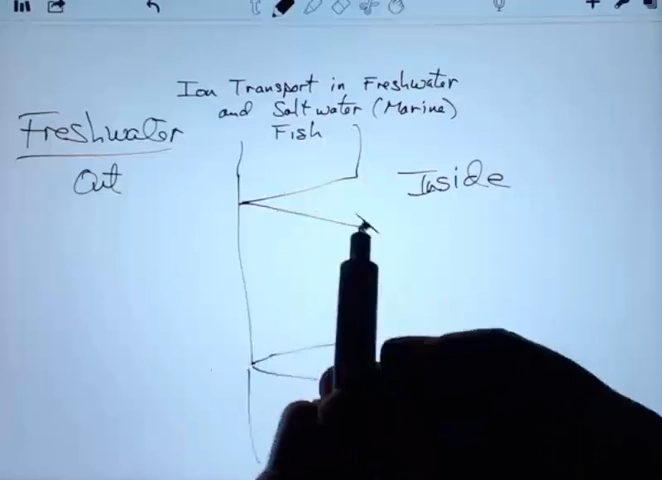 Ion Transport in Freshwater
and Saltwater (Marine)
Fish
Freshwater
Out
Inside